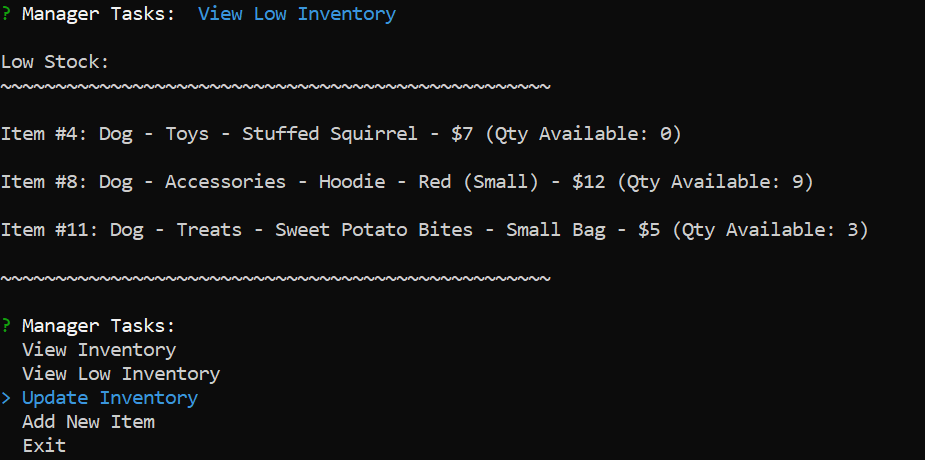 ? Manager Tasks:  View Low Inventory
Low Stock:
~~~~~~~~~~~~~~~~~~~~~~~~~~~~~~~~~~~~~~~~~~~~~~~~~~
Item #4: Dog - Toys - Stuffed Squirrel - $7 (Qty Available: 0)
Item #8: Dog - Accessories - Hoodie - Red (Small) - $12 (Qty Available: 9)
Item #11: Dog - Treats - Sweet Potato Bites - Small Bag - $5 (Qty Available: 3)
~~~~~~~~~~~~~~~~~~~~~~~~~~~~~~~~~~~~~~~~~~~~~~~~~~
? Manager Tasks:
View Inventory
View Low Inventory
> Update Inventory
Add New Item
Exit